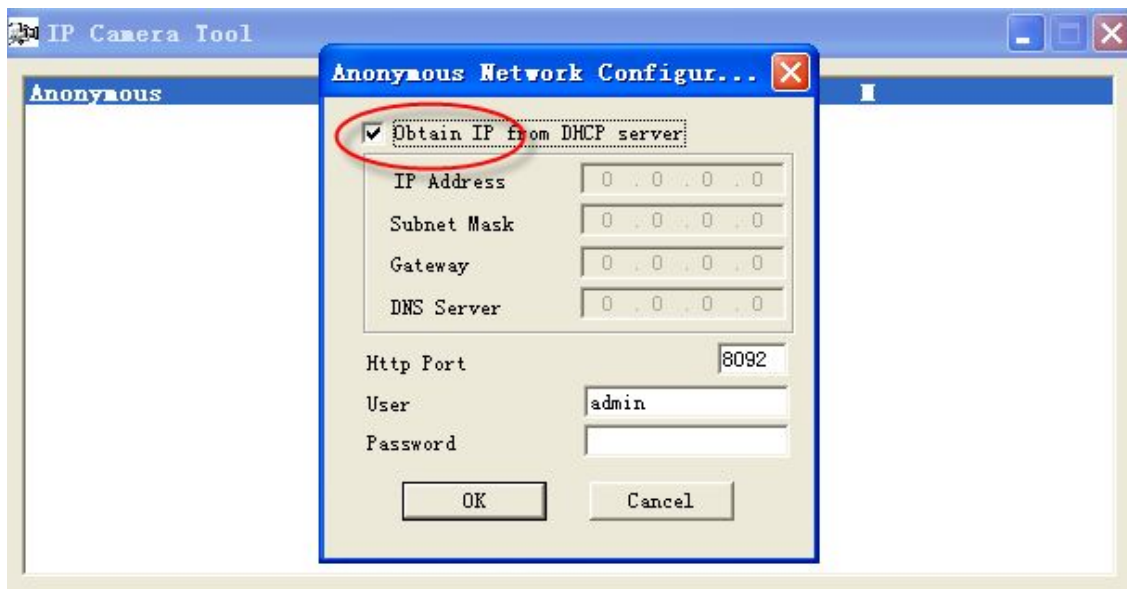 IP Camera Tool
Anonymous Network Configur...
Anonymous
Obtain IP from DHCP server
IP Address 0 . 0 . 0 . 0
Subnet Mask 0 . 0 . 0 . 0
Gateway 0 . 0 . 0 . 0
DNS Server 0 . 0 . 0 . 0
Http Port 8092
User admin
Password
OK Cancel